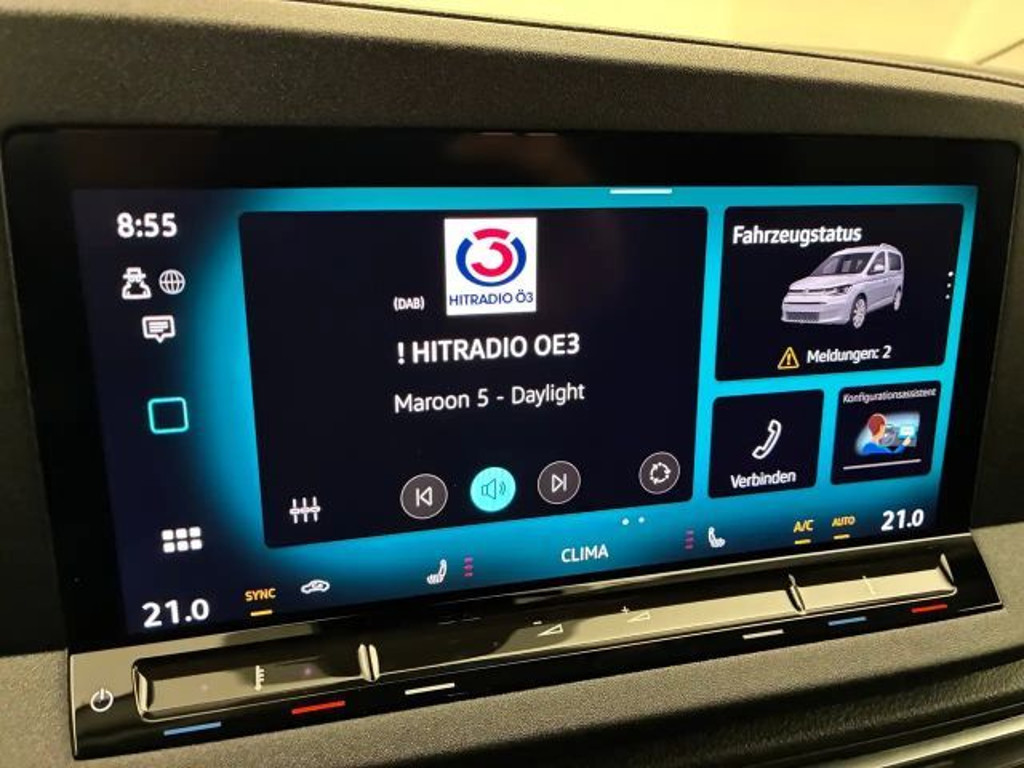 8:55
(DAB)
3
HITRADIO Ö3
! HITRADIO OE3
Maroon 5 - Daylight
Fahrzeugstatus
Meldungen: 2
Verbinden
Konfigurationsassistent
21.0
SYNC
CLIMA
A/C
AUTO
21.0